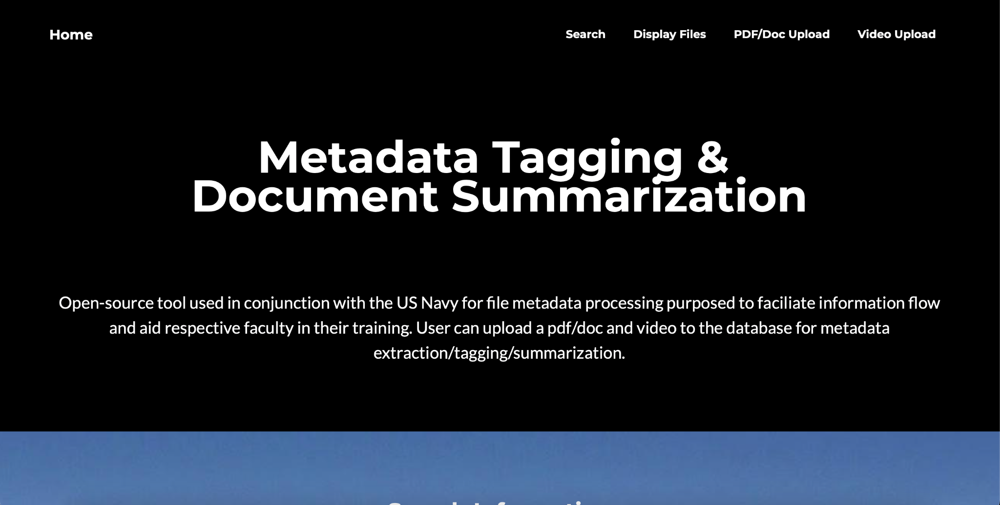 Home
Search Display Files PDF/Doc Upload Video Upload
Metadata Tagging &
Document Summarization
Open-source tool used in conjunction with the US Navy for file metadata processing purposed to faciliate information flow
and aid respective faculty in their training. User can upload a pdf/doc and video to the database for metadata
extraction/tagging/summarization.